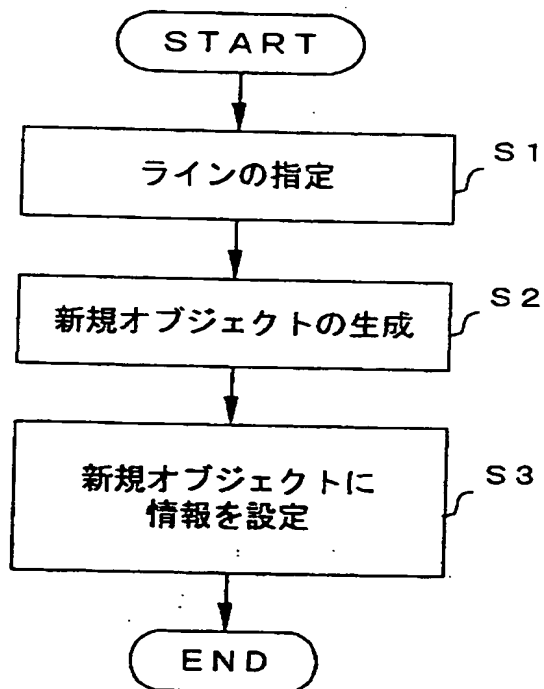 START
ラインの指定
S1
新規オブジェクトの生成
S2
新規オブジェクトに
情報を設定
S3
END